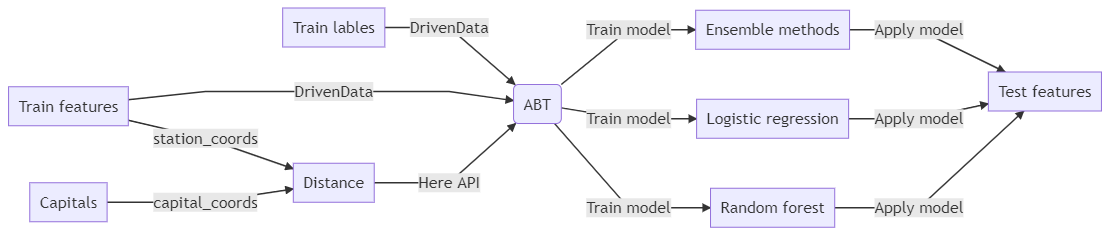 Train lables
DrivenData
Train features
DrivenData
station_coords
Capitals
capital_coords
Distance
Here API
ABT
Train model
Ensemble methods
Apply model
Train model
Logistic regression
Apply model
Train model
Random forest
Apply model
Test features